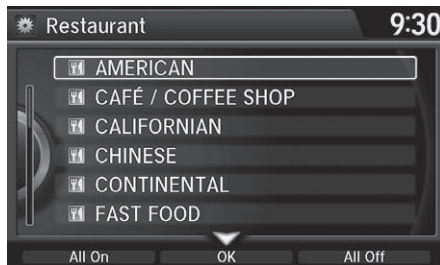 Restaurant 9:30
AMERICAN
CAFÉ / COFFEE SHOP
CALIFORNIAN
CHINESE
CONTINENTAL
FAST FOOD
All On OK All Off